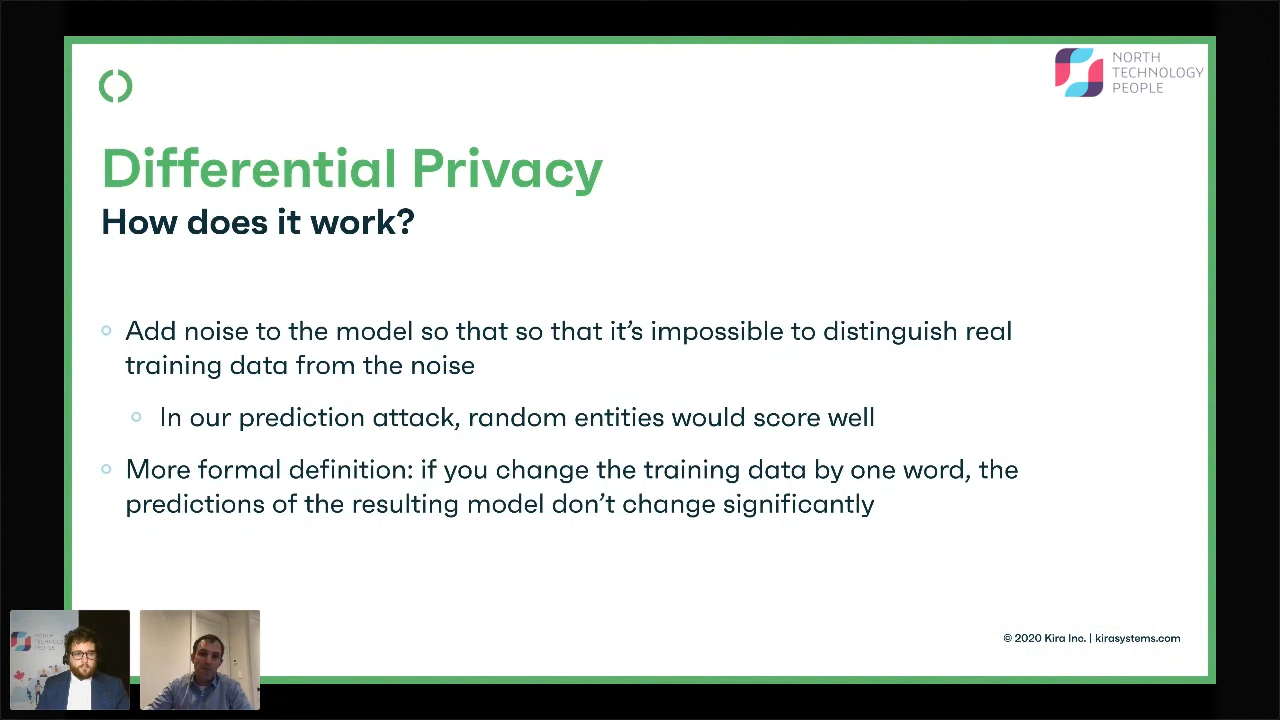 NORTH
TECHNOLOGY
PEOPLE
Differential Privacy
How does it work?
Add noise to the model so that so that it's impossible to distinguish real
training data from the noise
In our prediction attack, random entities would score well
More formal definition: if you change the training data by one word, the
predictions of the resulting model don't change significantly
© 2020 Kira Inc. | kirasystems.com
NORTH
TECHNOLOGY
PEOPLE